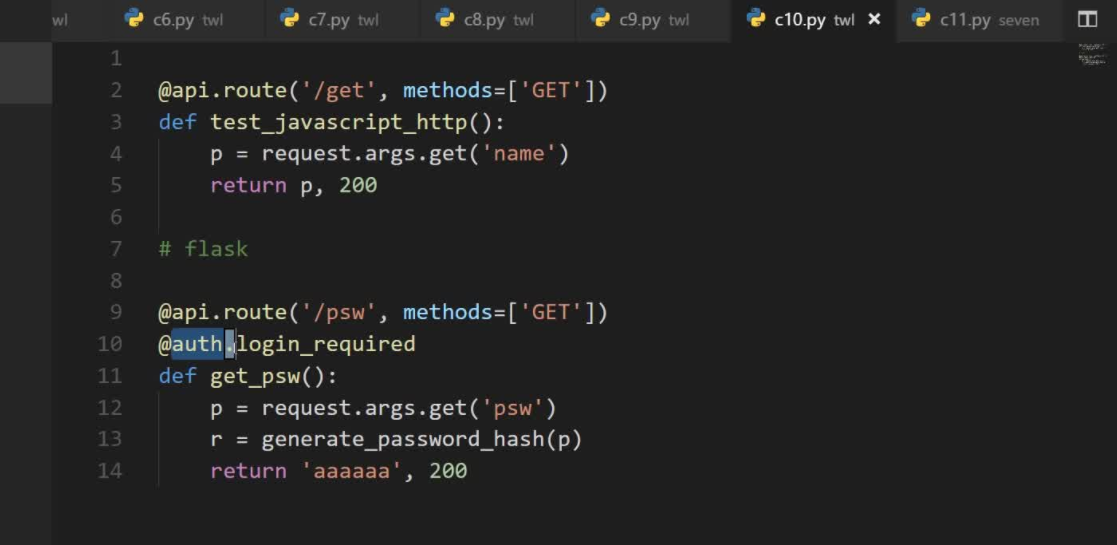 wl c6.py twl c7.py twl c8.py twl c9.py twl c10.py twl × c11.py seven
1
2 @api.route('/get', methods=['GET'])
3 def test_javascript_http():
4     p = request.args.get('name')
5     return p, 200
6
7 # flask
8
9 @api.route('/psw', methods=['GET'])
10 @auth.login_required
11 def get_psw():
12     p = request.args.get('psw')
13     r = generate_password_hash(p)
14     return 'aaaaaa', 200